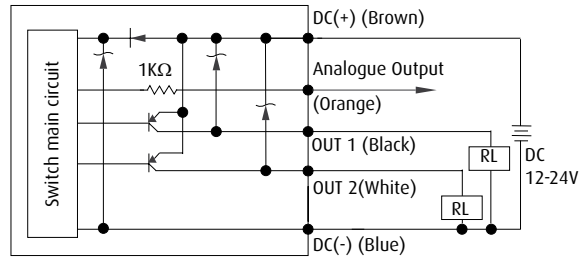 DC(+) (Brown)
1KΩ
Analogue Output
(Orange)
Switch main circuit
OUT 1 (Black)
RL
DC
12-24V
OUT 2(White)
RL
DC(-) (Blue)